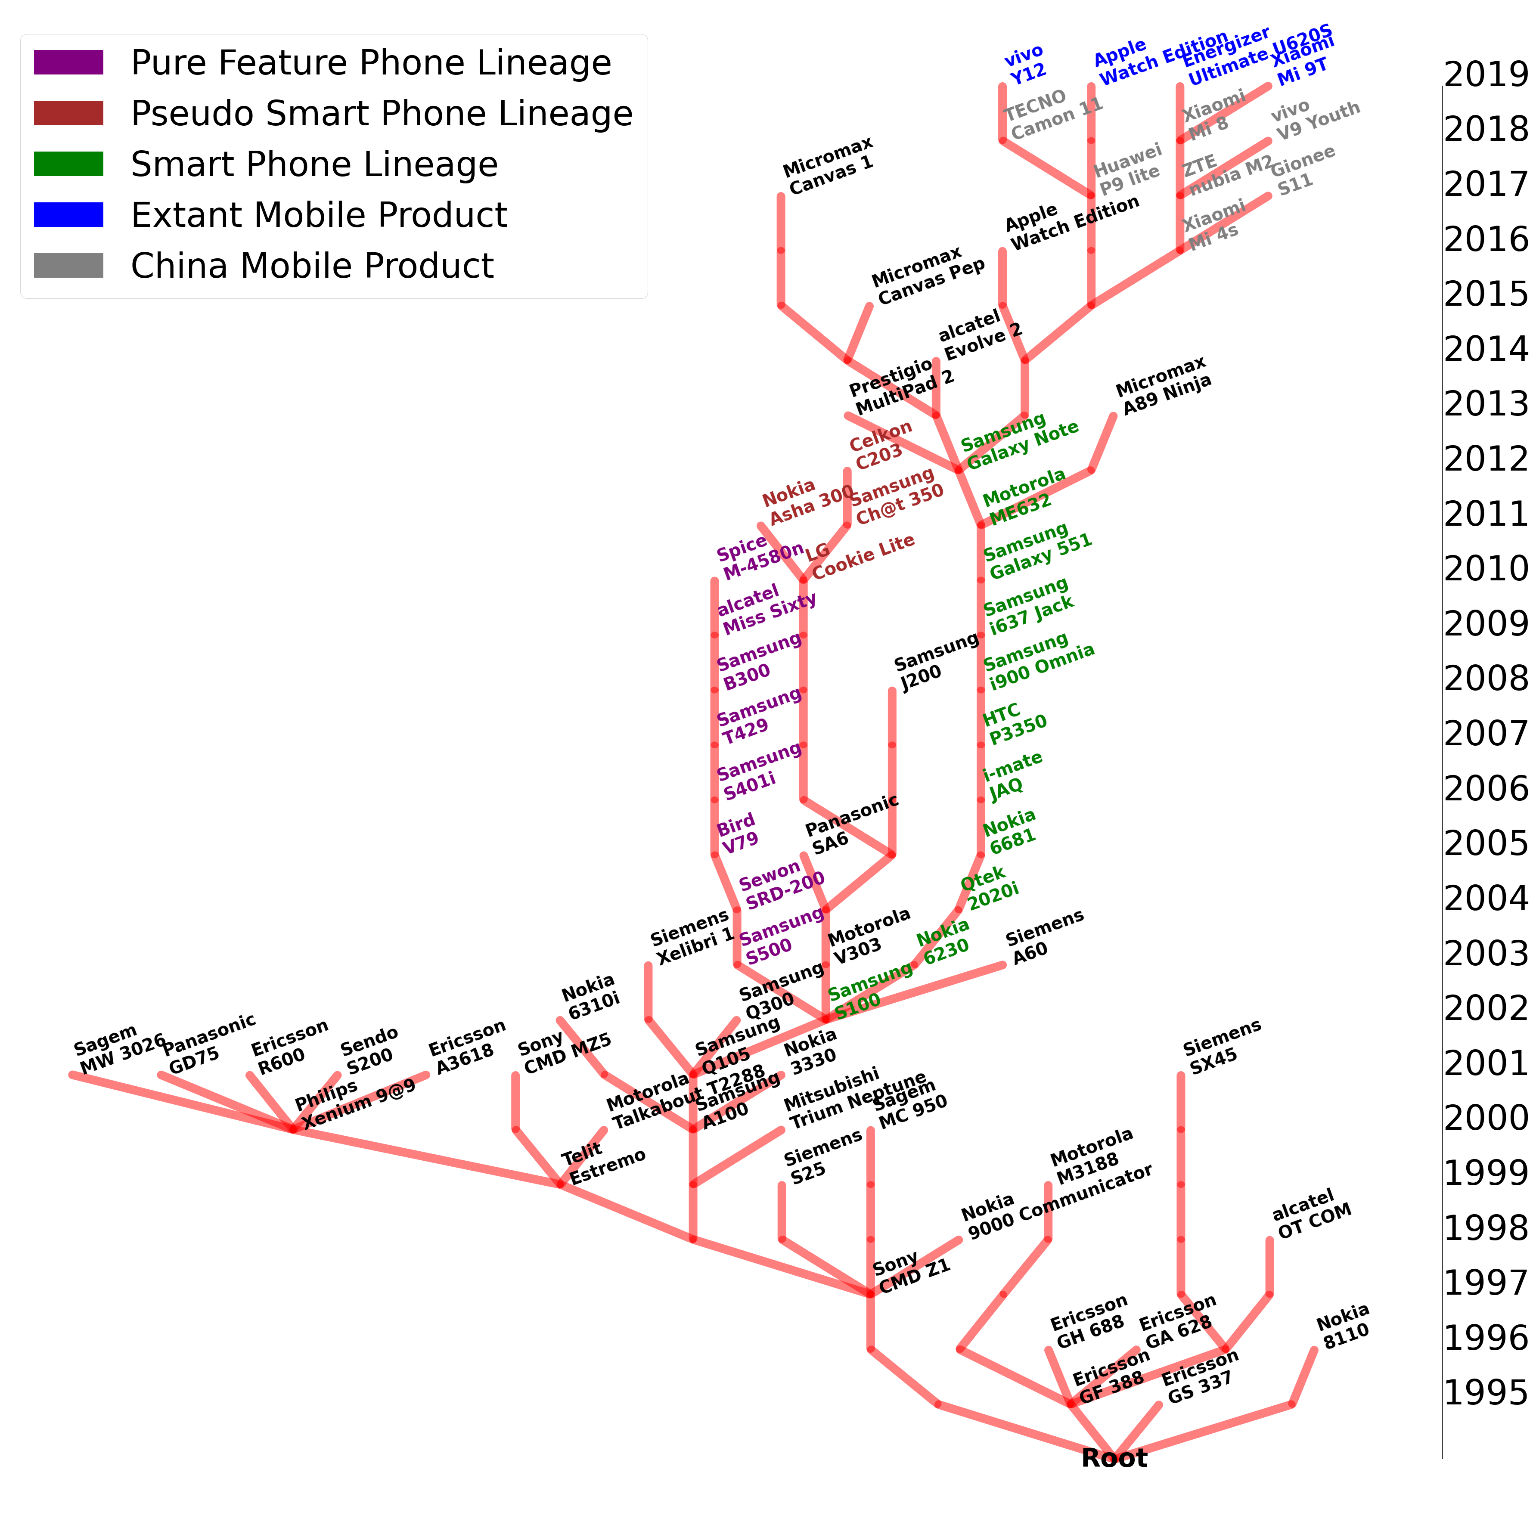 Pure Feature Phone Lineage
Pseudo Smart Phone Lineage
Smart Phone Lineage
Extant Mobile Product
China Mobile Product
vivo
Y12
Apple
Watch Edition
Energizer
Ultimate U620S
Xiaomi
Mi 9T
2019
TECNO
Camon 11
Xiaomi
Mi 8
vivo
V9 Youth
2018
Micromax
Canvas 1
Huawei
P9 lite
ZTE
nubia M2
Gionee
S11
2017
Apple
Watch Edition
Xiaomi
Mi 4s
2016
Micromax
Canvas Pep
2015
alcatel
Evolve 2
2014
Prestigio
MultiPad 2
Micromax
A89 Ninja
2013
Celkon
C203
Samsung
Galaxy Note
2012
Nokia
Asha 300
Samsung
Ch@t 350
Motorola
ME632
2011
Spice
M-4580n
LG
Cookie Lite
Samsung
Galaxy 551
2010
alcatel
Miss Sixty
Samsung
i637 Jack
2009
Samsung
B300
Samsung
J200
Samsung
i900 Omnia
2008
Samsung
T429
HTC
P3350
2007
Samsung
S401i
i-mate
JAQ
2006
Bird
V79
Panasonic
SA6
Nokia
6681
2005
Sewon
SRD-200
Qtek
2020i
2004
Siemens
Xelibri 1
Samsung
S500
Motorola
V303
Nokia
6230
Siemens
A60
2003
Nokia
6310i
Samsung
Q300
Samsung
S100
2002
Sagem
MW 3026
Panasonic
GD75
Ericsson
R600
Sendo
S200
Ericsson
A3618
Sony
CMD MZ5
Samsung
Q105
Nokia
3330
Siemens
SX45
2001
Philips
Xenium 9@9
Motorola
Talkabout T2288
Samsung
A100
Mitsubishi
Trium Neptune
Sagem
MC 950
2000
Telit
Estremo
Siemens
S25
Motorola
M3188
1999
Nokia
9000 Communicator
alcatel
OT COM
1998
Sony
CMD Z1
1997
Ericsson
GH 688
Ericsson
GA 628
Nokia
8110
1996
Ericsson
GF 388
Ericsson
GS 337
1995
Root